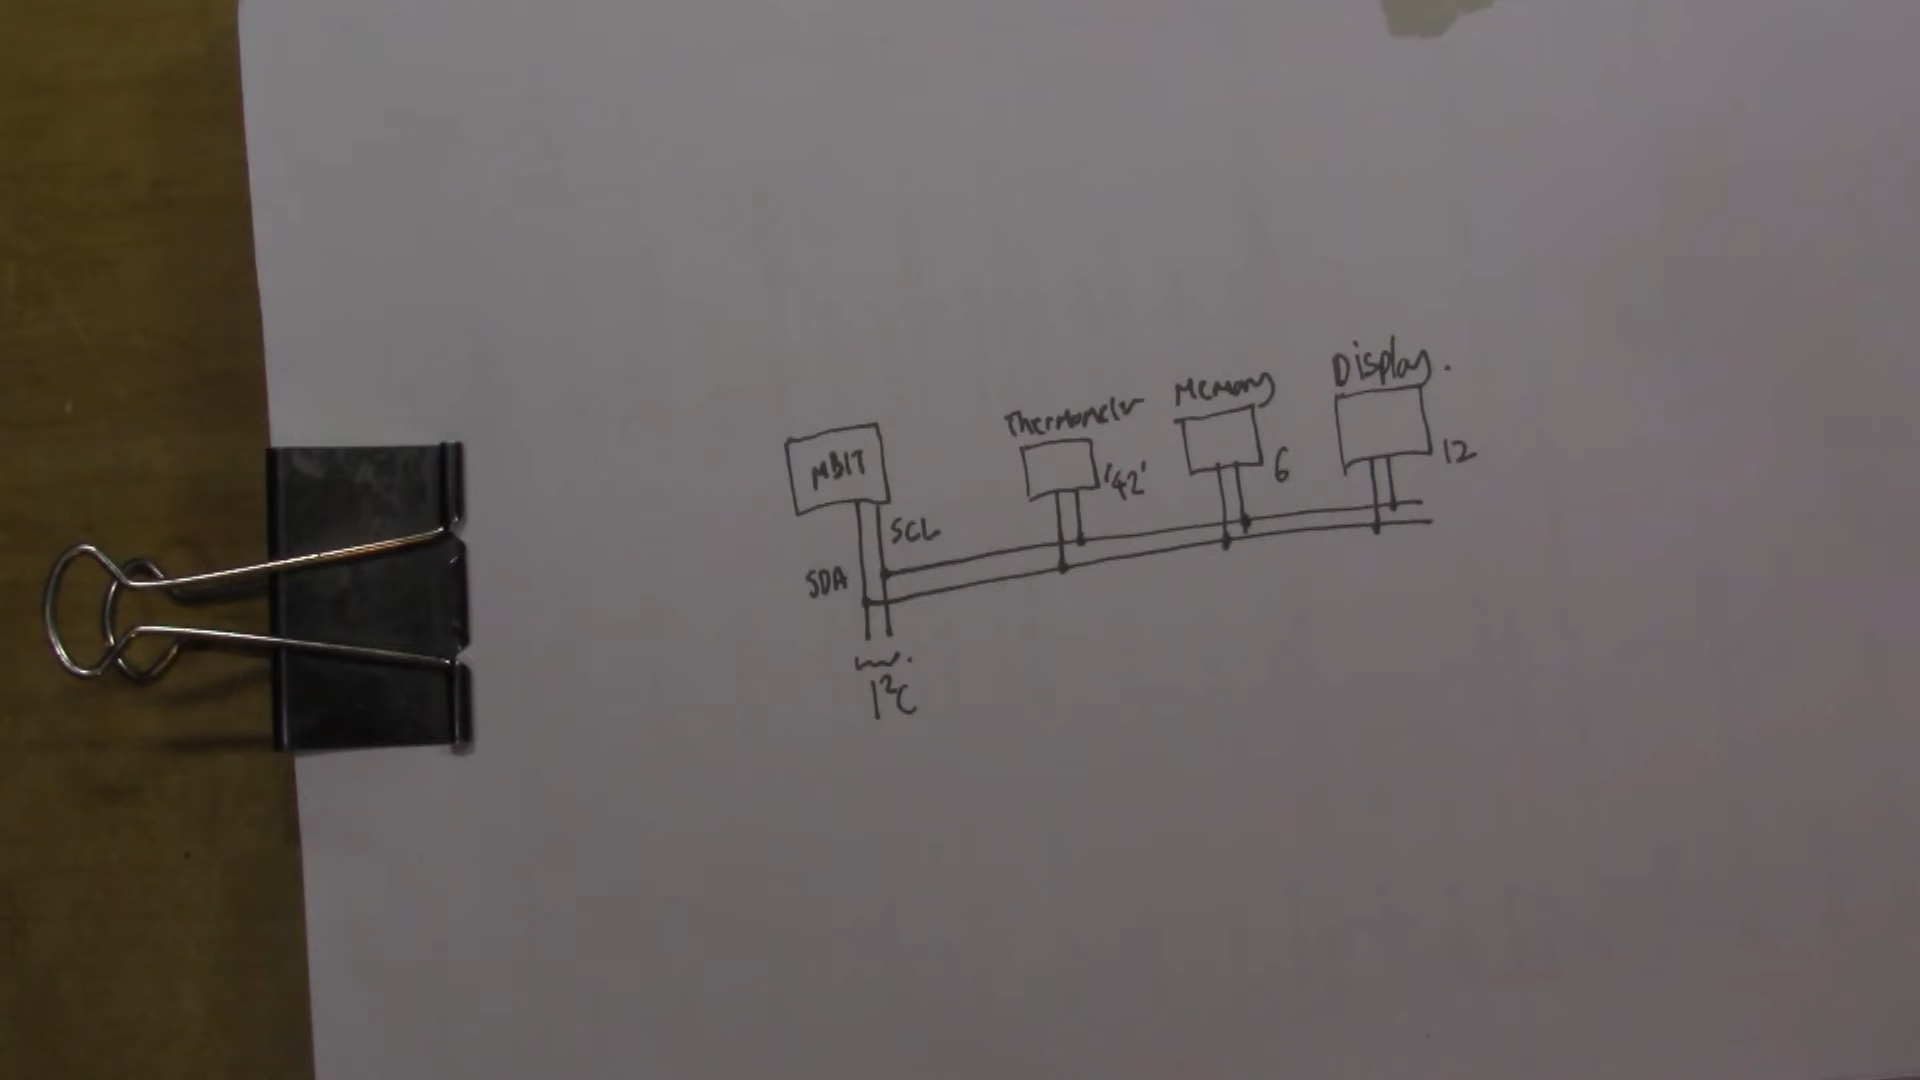 Display.
Memory
Thermometer
MBIT
'42'
6
12
SCL
SDA
I²C